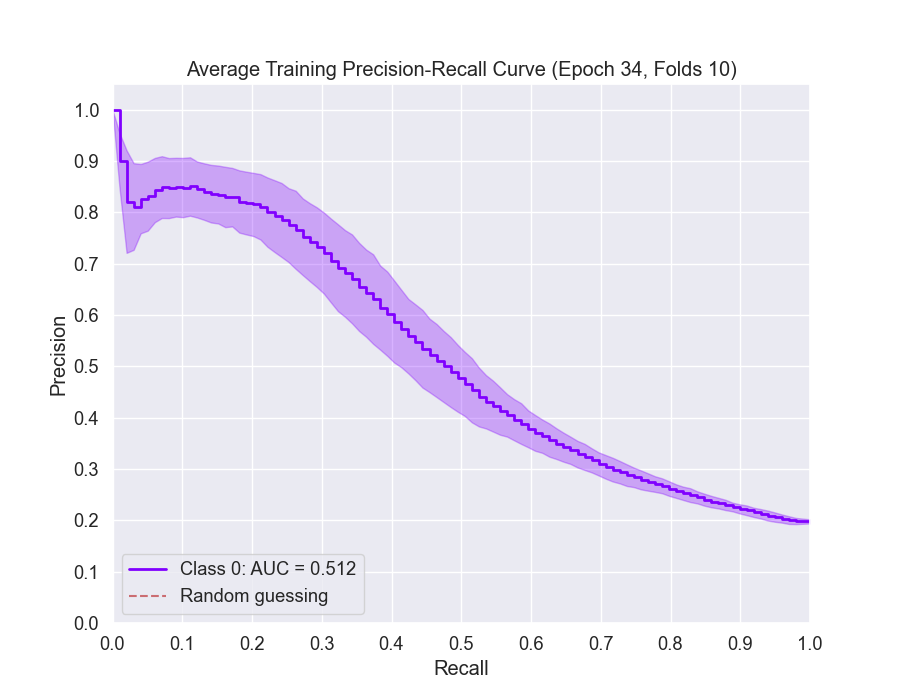 Average Training Precision-Recall Curve (Epoch 34, Folds 10)
Precision
1.0
0.9
0.8
0.7
0.6
0.5
0.4
0.3
0.2
0.1
0.0
Class 0: AUC = 0.512
Random guessing
0.0 0.1 0.2 0.3 0.4 0.5 0.6 0.7 0.8 0.9 1.0
Recall